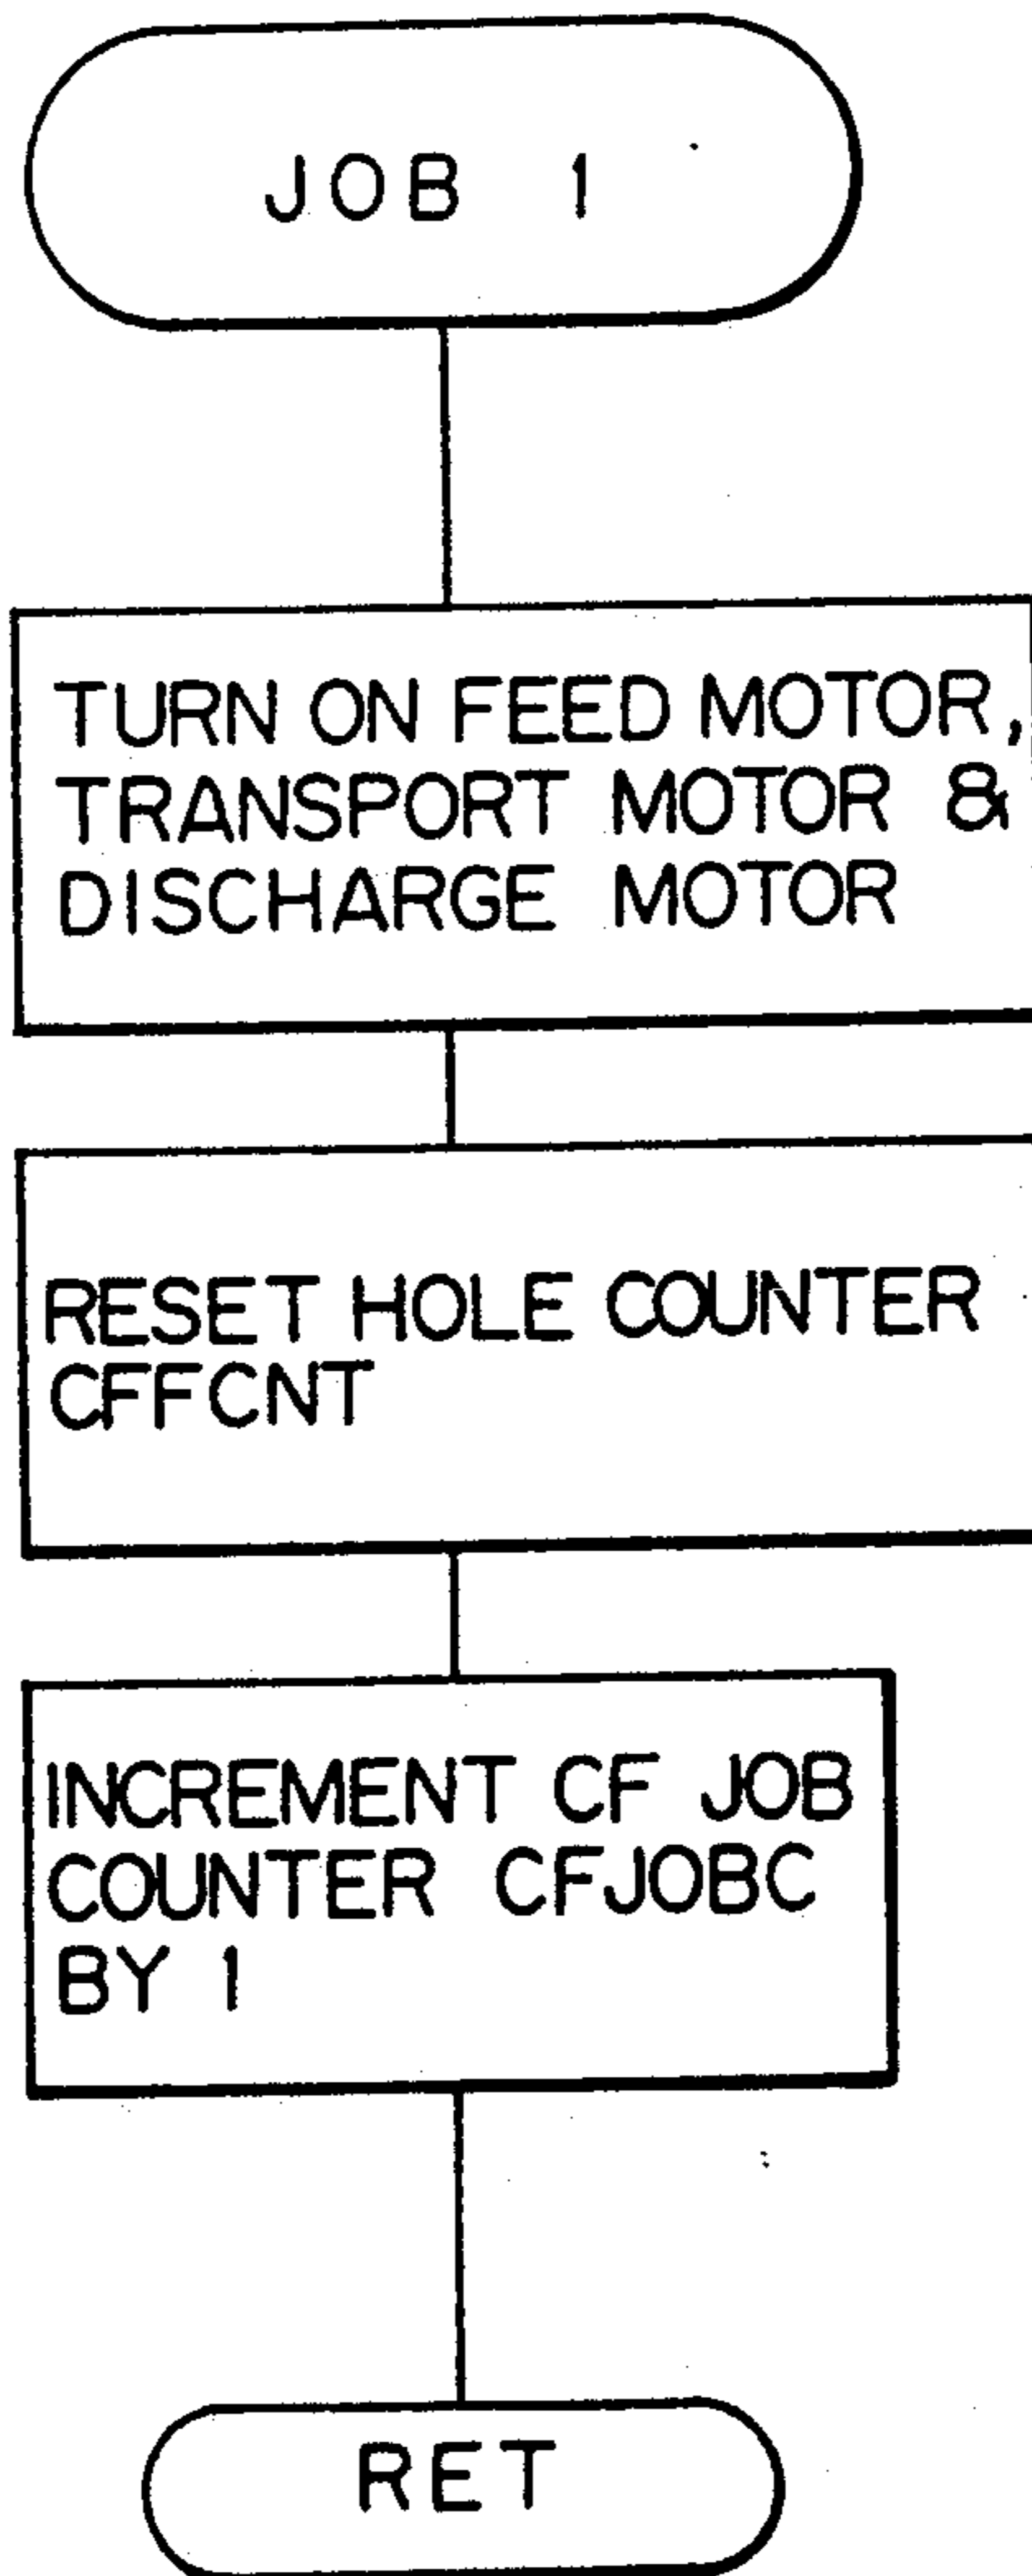 JOB 1
TURN ON FEED MOTOR,
TRANSPORT MOTOR &
DISCHARGE MOTOR
RESET HOLE COUNTER
CFFCNT
INCREMENT CF JOB
COUNTER CFJOBC
BY 1
RET